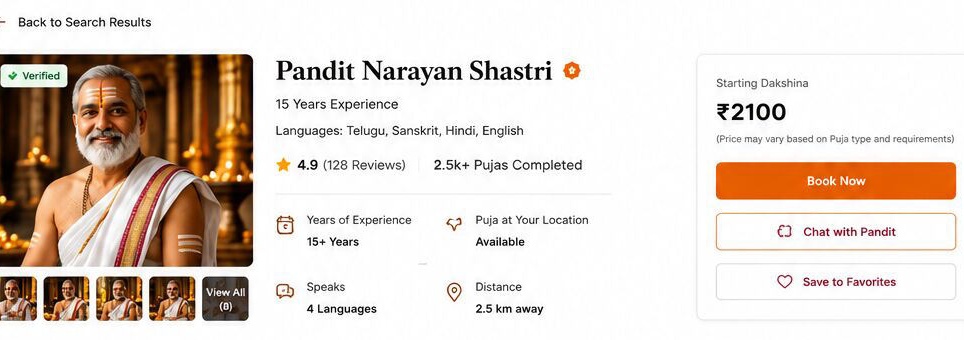 Back to Search Results
Verified
View All
(8)
Pandit Narayan Shastri
15 Years Experience
Languages: Telugu, Sanskrit, Hindi, English
4.9 (128 Reviews) 2.5k+ Pujas Completed
Years of Experience
15+ Years
Puja at Your Location
Available
Speaks
4 Languages
Distance
2.5 km away
Starting Dakshina
₹2100
(Price may vary based on Puja type and requirements)
Book Now
Chat with Pandit
Save to Favorites